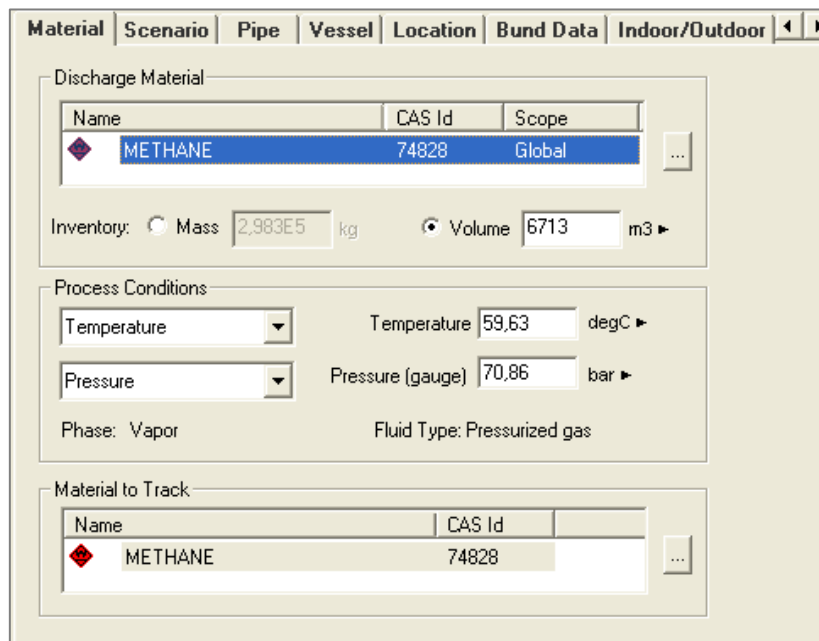 Material Scenario Pipe Vessel Location Bund Data Indoor/Outdoor
Discharge Material
Name CAS Id Scope
METHANE 74828 Global
...
Inventory: Mass 2,983E5 kg Volume 6713 m3
Process Conditions
Temperature Temperature 59,63 degC
Pressure Pressure (gauge) 70,86 bar
Phase: Vapor Fluid Type: Pressurized gas
Material to Track
Name CAS Id
METHANE 74828
...